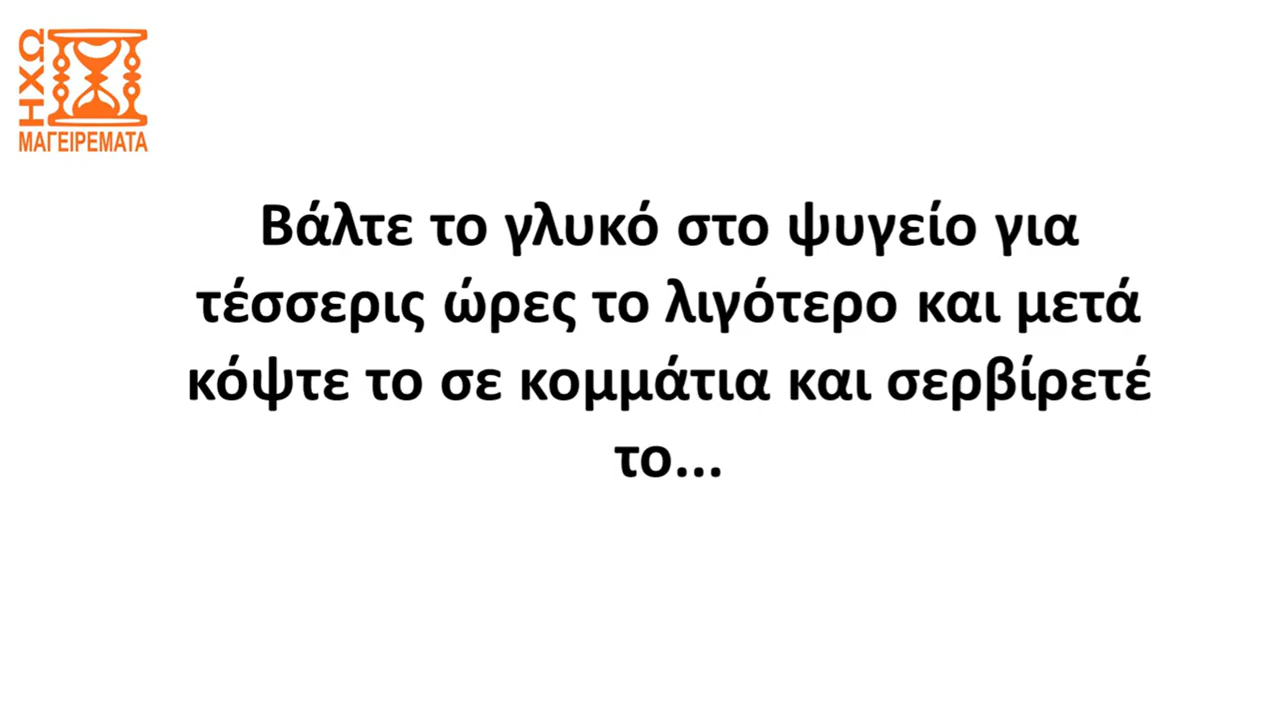 ΗΧΩ
ΜΑΓΕΙΡΕΜΑΤΑ
Βάλτε το γλυκό στο ψυγείο για
τέσσερις ώρες το λιγότερο και μετά
κόψτε το σε κομμάτια και σερβίρετέ
το...